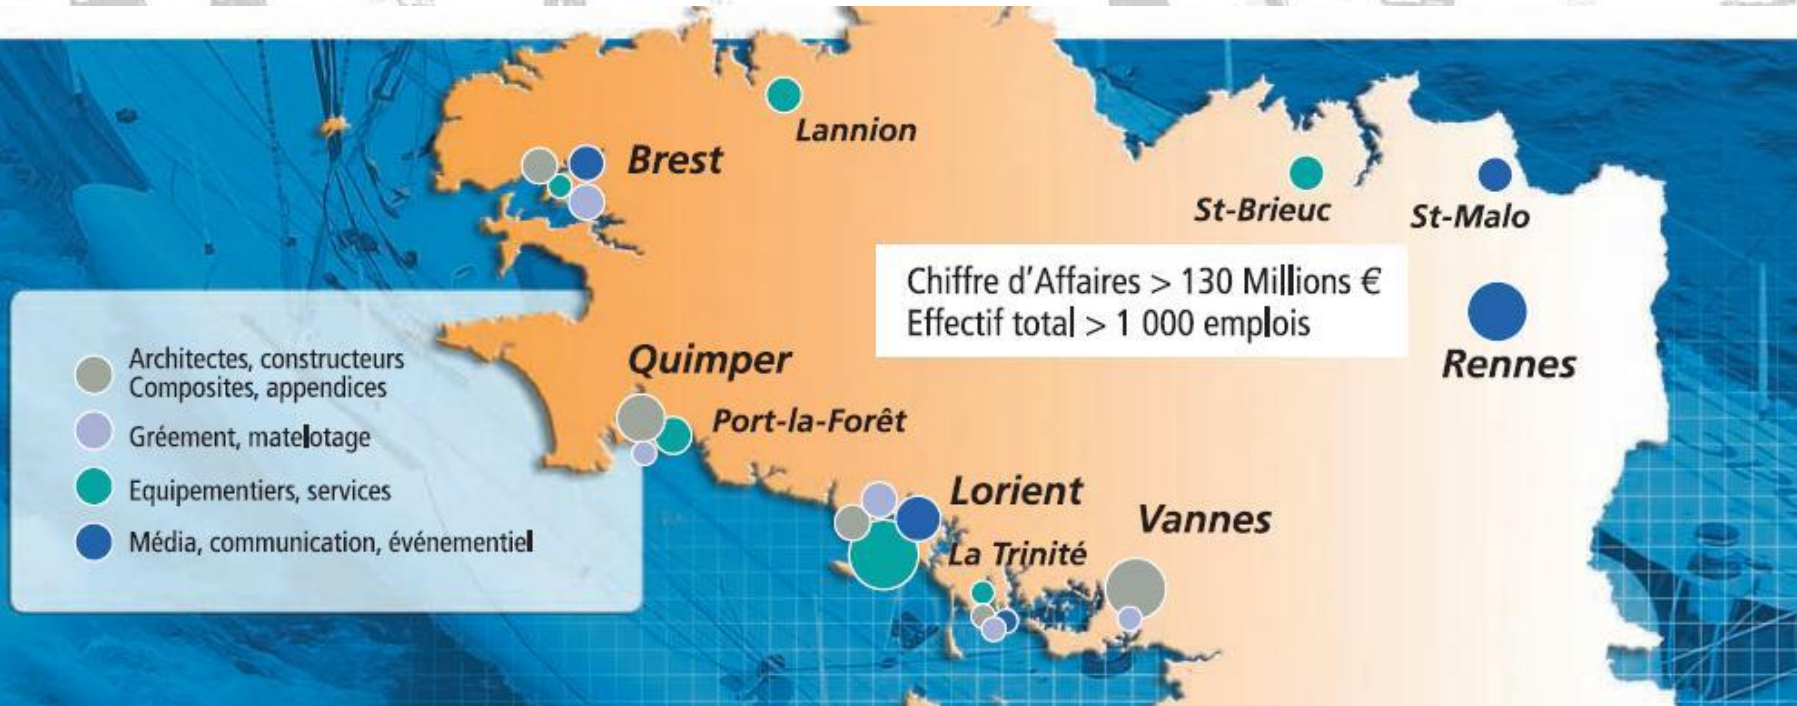 Lannion
Brest
St-Brieuc
St-Malo
Chiffre d'Affaires > 130 Millions €
Effectif total > 1 000 emplois
Rennes
Quimper
Port-la-Forêt
Architectes, constructeurs
Composites, appendices
Gréement, matelotage
Equipementiers, services
Média, communication, événementiel
Lorient
Vannes
La Trinité